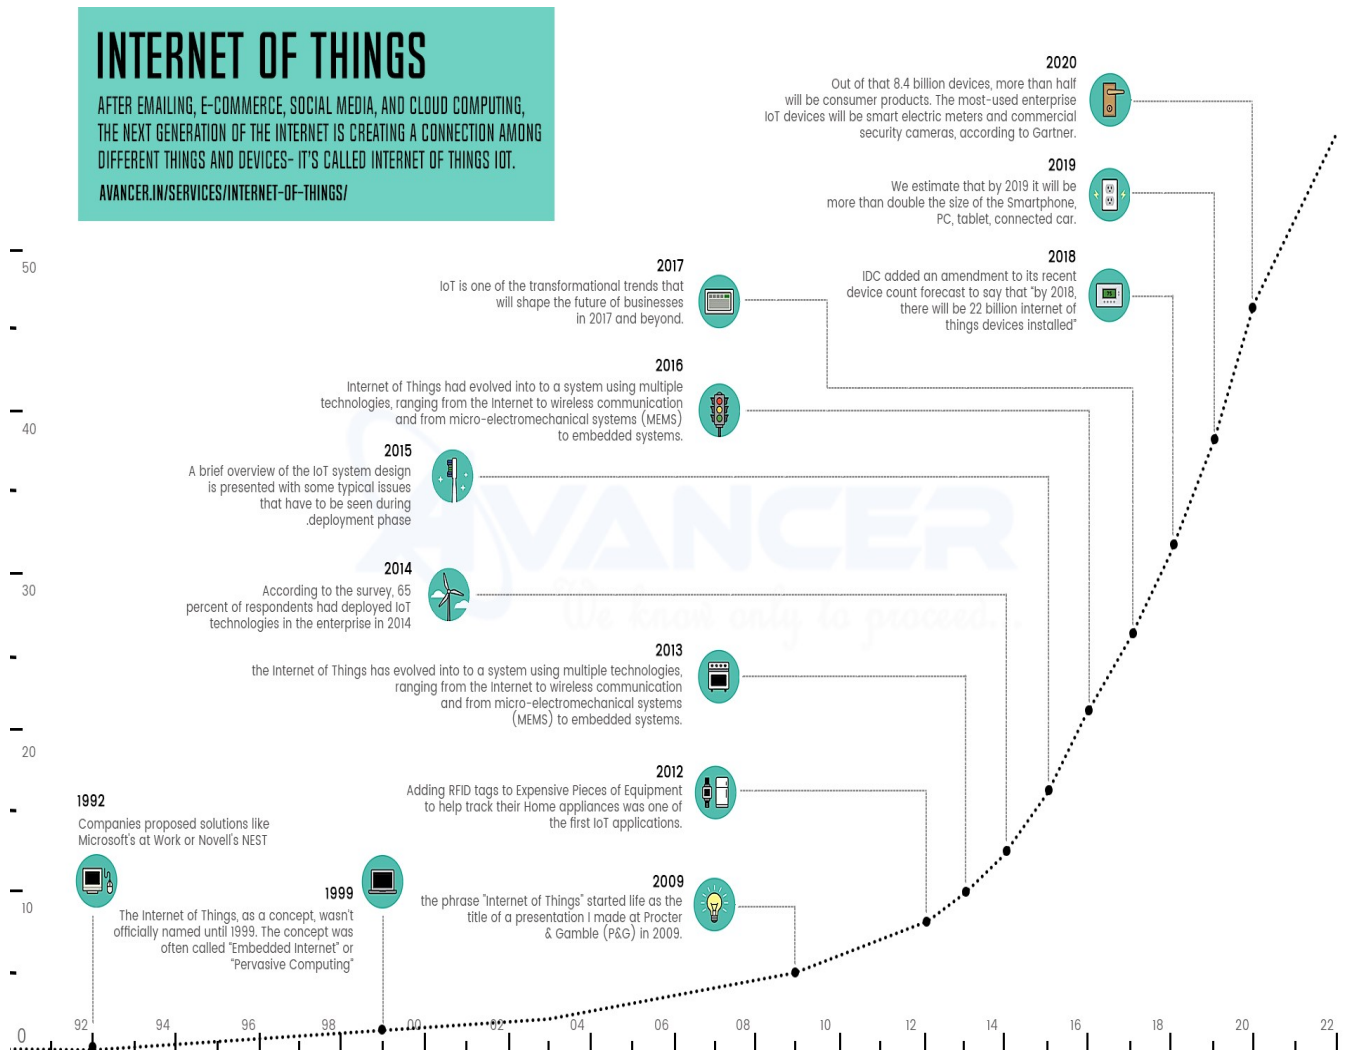 INTERNET OF THINGS
AFTER EMAILING, E-COMMERCE, SOCIAL MEDIA, AND CLOUD COMPUTING,
THE NEXT GENERATION OF THE INTERNET IS CREATING A CONNECTION AMONG
DIFFERENT THINGS AND DEVICES- IT'S CALLED INTERNET OF THINGS IOT.
AVANCER.IN/SERVICES/INTERNET-OF-THINGS/
2020
Out of that 8.4 billion devices, more than half
will be consumer products. The most-used enterprise
IoT devices will be smart electric meters and commercial
security cameras, according to Gartner.
2019
We estimate that by 2019 it will be
more than double the size of the Smartphone,
PC, tablet, connected car.
2018
IDC added an amendment to its recent
device count forecast to say that "by 2018,
there will be 22 billion internet of
things devices installed"
2017
IoT is one of the transformational trends that
will shape the future of businesses
in 2017 and beyond.
2016
Internet of Things had evolved into to a system using multiple
technologies, ranging from the Internet to wireless communication
and from micro-electromechanical systems (MEMS)
to embedded systems.
2015
A brief overview of the IoT system design
is presented with some typical issues
that have to be seen during
.deployment phase
AVANCER
We know only to proceed...
2014
According to the survey, 65
percent of respondents had deployed IoT
technologies in the enterprise in 2014
2013
the Internet of Things has evolved into to a system using multiple technologies,
ranging from the Internet to wireless communication
and from micro-electromechanical systems
(MEMS) to embedded systems.
2012
Adding RFID tags to Expensive Pieces of Equipment
to help track their Home appliances was one of
the first IoT applications.
1992
Companies proposed solutions like
Microsoft's at Work or Novell's NEST
1999
The Internet of Things, as a concept, wasn't
officially named until 1999. The concept was
often called "Embedded Internet" or
"Pervasive Computing"
2009
the phrase "Internet of Things" started life as the
title of a presentation I made at Procter
& Gamble (P&G) in 2009.
50
40
30
20
10
0
92 94 96 98 00 02 04 06 08 10 12 14 16 18 20 22